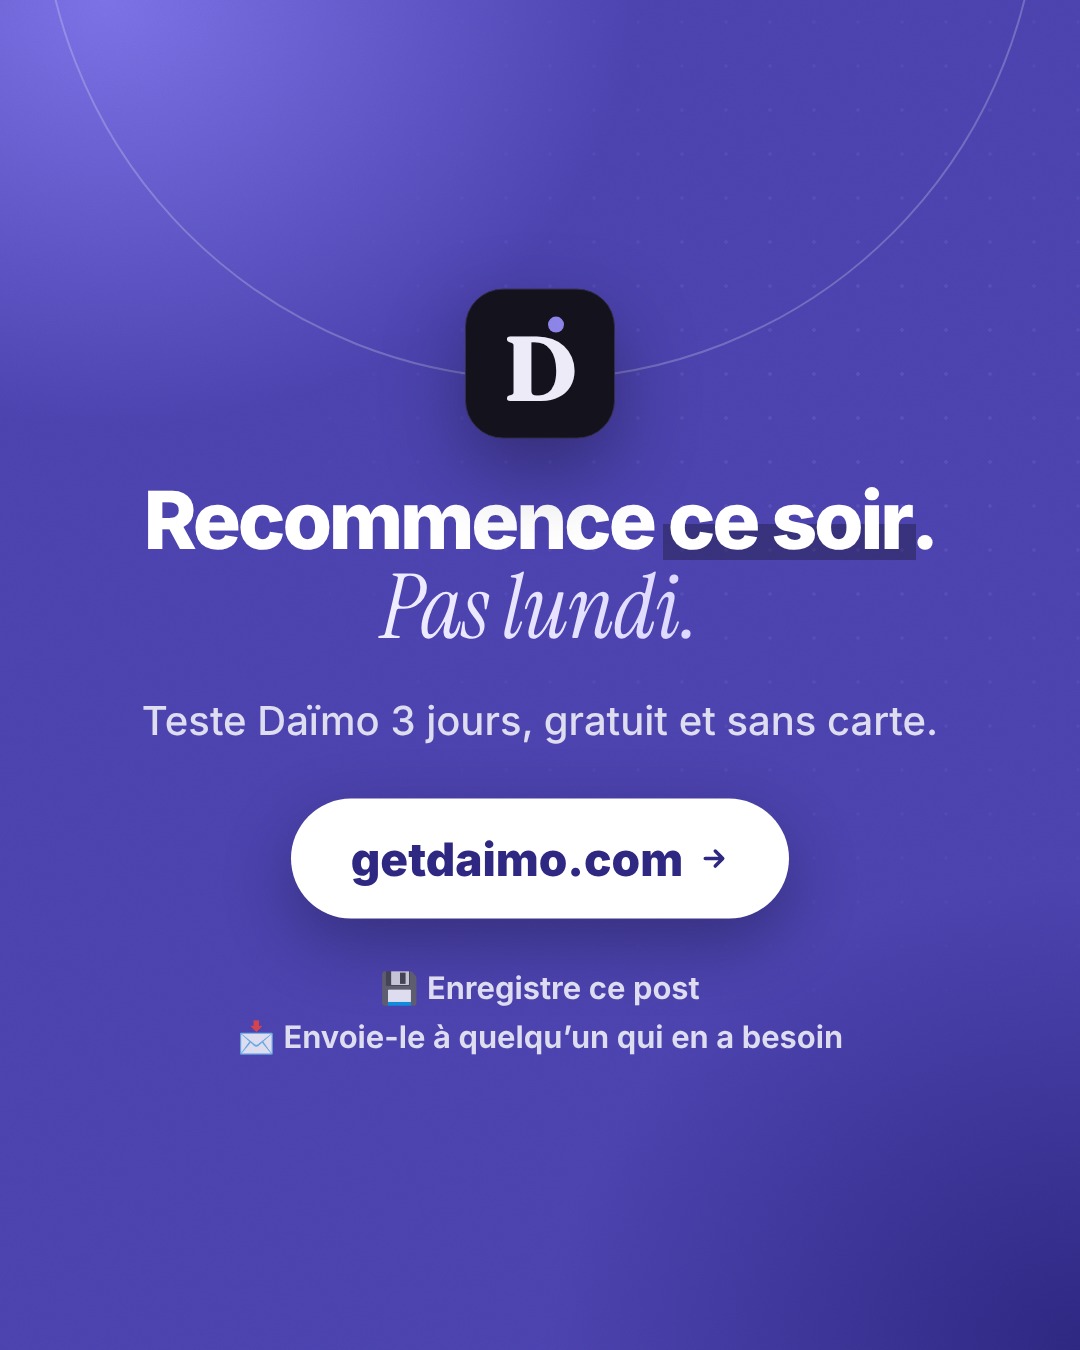 D
Recommence ce soir.
Pas lundi.
Teste Daïmo 3 jours, gratuit et sans carte.
getdaimo.com →
💾 Enregistre ce post
📩 Envoie-le à quelqu’un qui en a besoin